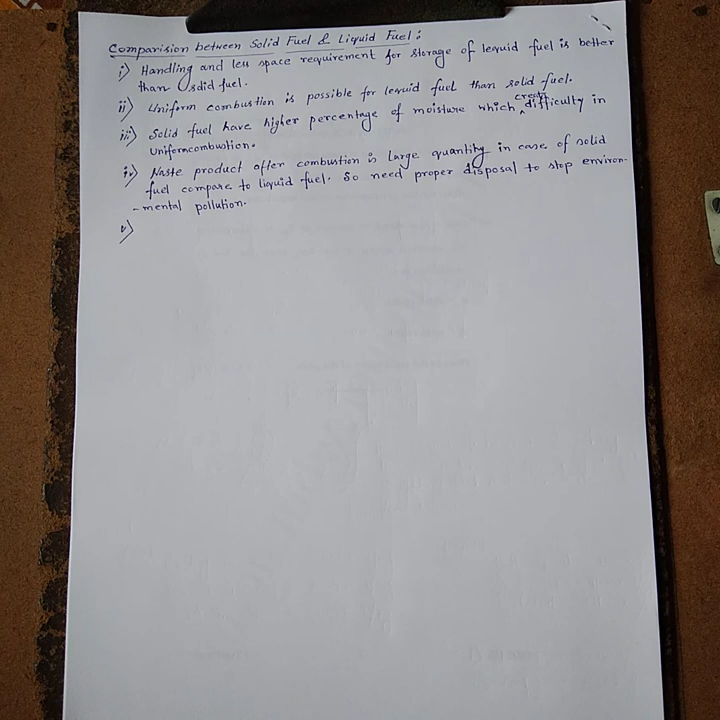 Comparision between Solid Fuel & Liquid Fuel:
i) Handling and less space requirement for storage of lequid fuel is better
than solid fuel.
ii) Uniform combustion is possible for lequid fuel than solid fuel.
iii) Solid fuel have higher percentage of moisture which create difficulty in
Uniformcombustion.
iv) Waste product after combustion is Large quantity in case of solid
fuel compare to liquid fuel. So need proper disposal to stop environ-
-mental pollution.
v)